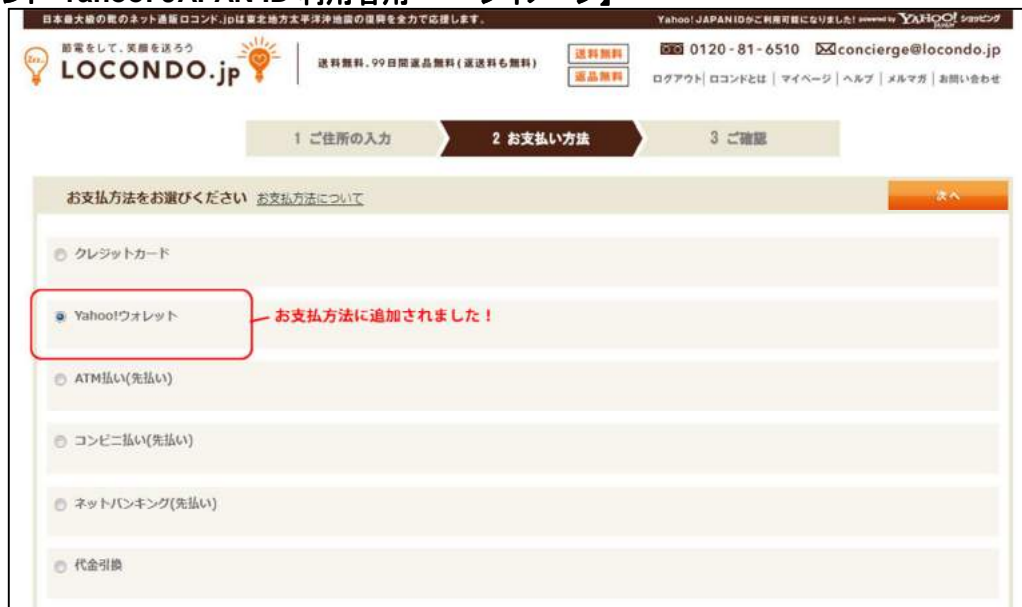 Yahoo! JAPAN ID 利用者用
日本最大級の靴のネット通販ロコンド.jpは東北地方太平洋沖地震の復興を全力で応援します。
Yahoo! JAPAN IDがご利用可能になりました! powered by YAHOO! JAPAN ショッピング
節電をして、笑顔を送ろう
LOCONDO.jp
送料無料、99日間返品無料(返送料も無料)
送料無料
返品無料
0120-81-6510 concierge@locondo.jp
ログアウト| ロコンドとは | マイページ | ヘルプ | メルマガ | お問い合わせ
1 ご住所の入力
2 お支払い方法
3 ご確認
お支払方法をお選びください お支払方法について
次へ
クレジットカード
Yahoo!ウォレット
お支払方法に追加されました！
ATM払い(先払い)
コンビニ払い(先払い)
ネットバンキング(先払い)
代金引換